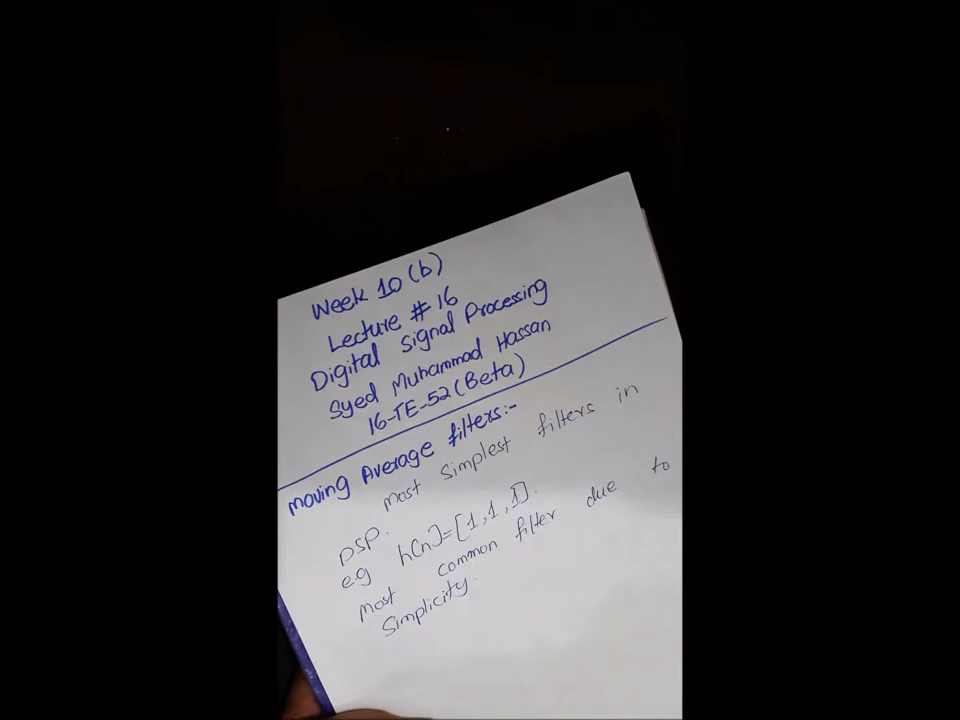 Week 10 (b)
Lecture # 16
Digital Signal Processing
Syed Muhammad Hassan
16-TE-52 (Beta)
Moving Average filters:-
most simplest filters in
DSP.
e.g h[n]=[1,1,1].
most common filter due to
Simplicity.